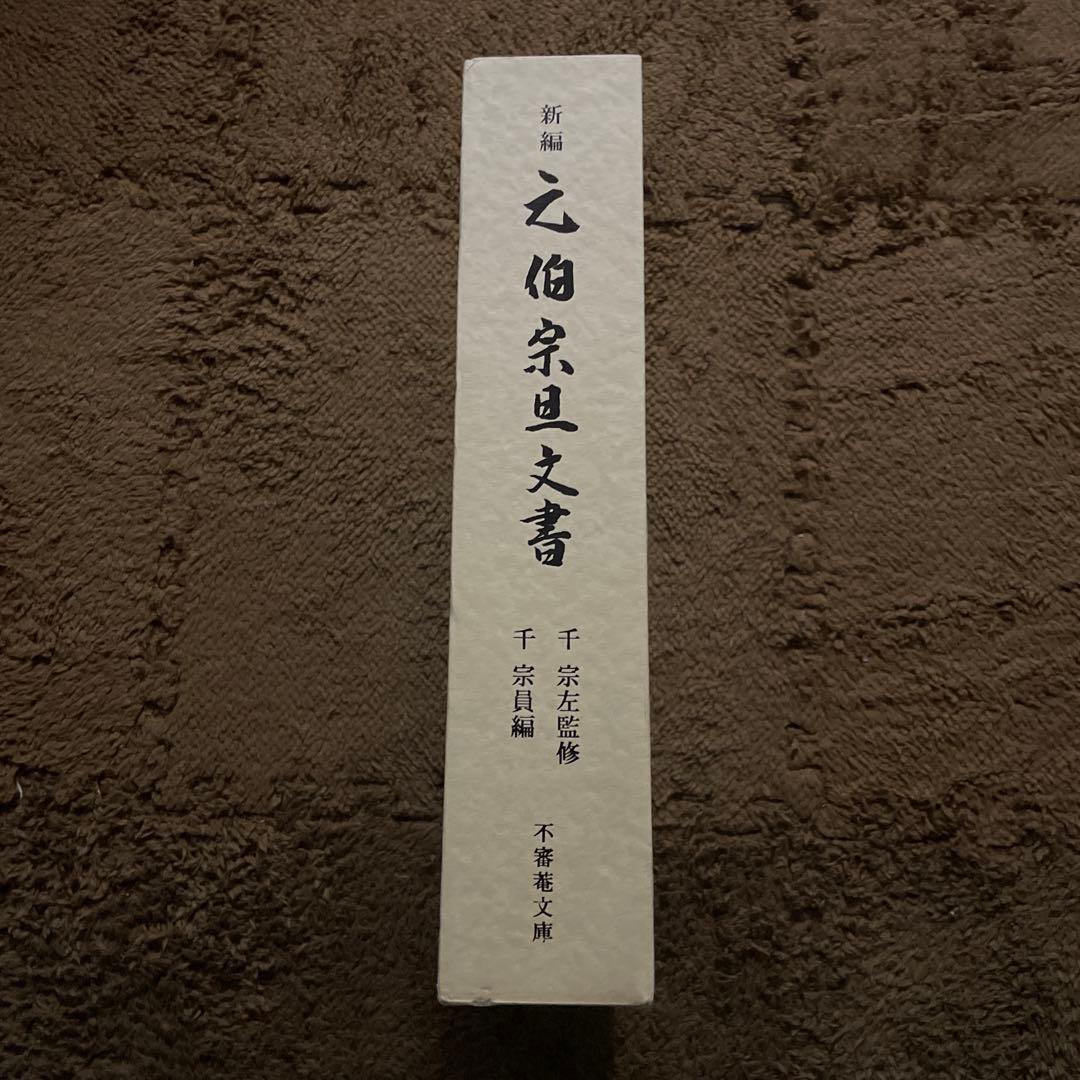 新編
元伯宗旦文書
千 宗左監修
千 宗員編
不審菴文庫